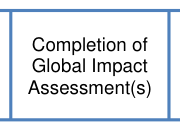 Completion of
Global Impact
Assessment(s)